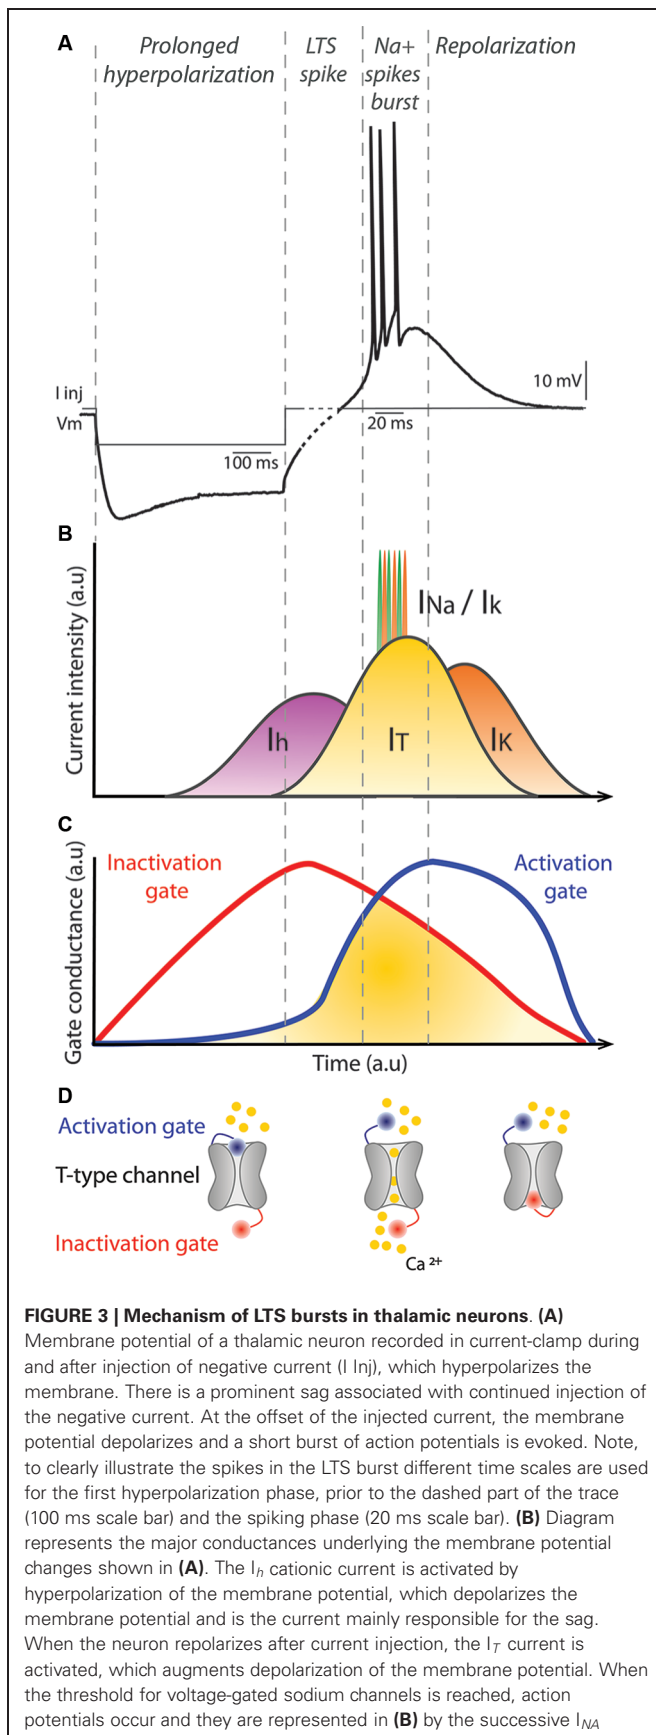 A
Prolonged
hyperpolarization
LTS
spike
Na+
spikes
burst
Repolarization
10 mV
I inj
Vm
20 ms
100 ms
B
Current intensity (a.u)
INa / Ik
Ih
IT
IK
C
Gate conductance (a.u)
Inactivation
gate
Activation
gate
Time (a.u)
D
Activation gate
T-type channel
Inactivation gate
Ca 2+
FIGURE 3 | Mechanism of LTS bursts in thalamic neurons. (A)
Membrane potential of a thalamic neuron recorded in current-clamp during
and after injection of negative current (I Inj), which hyperpolarizes the
membrane. There is a prominent sag associated with continued injection of
the negative current. At the offset of the injected current, the membrane
potential depolarizes and a short burst of action potentials is evoked. Note,
to clearly illustrate the spikes in the LTS burst different time scales are used
for the first hyperpolarization phase, prior to the dashed part of the trace
(100 ms scale bar) and the spiking phase (20 ms scale bar). (B) Diagram
represents the major conductances underlying the membrane potential
changes shown in (A). The Ih cationic current is activated by
hyperpolarization of the membrane potential, which depolarizes the
membrane potential and is the current mainly responsible for the sag.
When the neuron repolarizes after current injection, the IT current is
activated, which augments depolarization of the membrane potential. When
the threshold for voltage-gated sodium channels is reached, action
potentials occur and they are represented in (B) by the successive INA